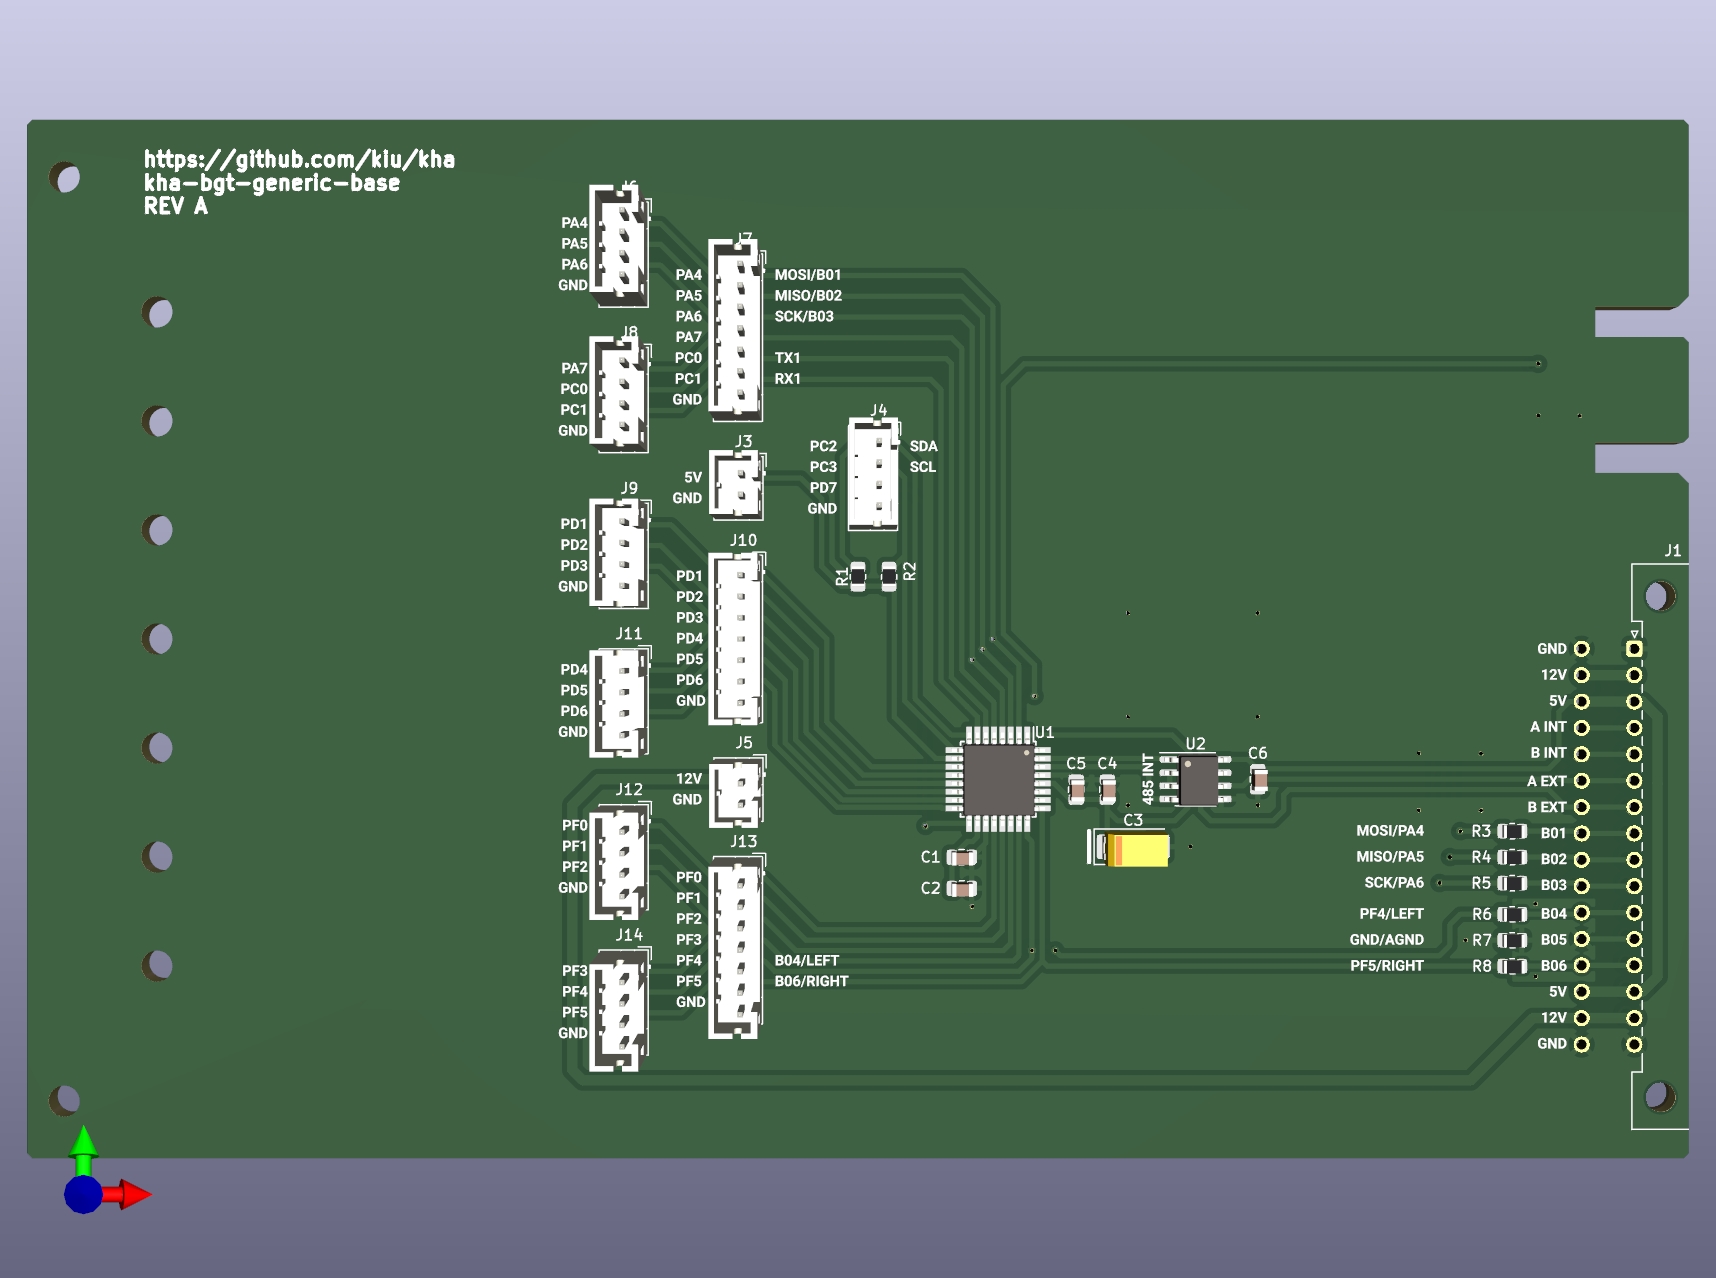 https://github.com/kiu/kha
kha-bgt-generic-base
REV A
J6
PA4
PA5
PA6
GND
J7
PA4 MOSI/B01
PA5 MISO/B02
PA6 SCK/B03
PA7
PC0 TX1
PC1 RX1
GND
J8
PA7
PC0
PC1
GND
J4
PC2 SDA
PC3 SCL
PD7
GND
J3
5V
GND
J9
PD1
PD2
PD3
GND
J10
PD1
PD2
PD3
PD4
PD5
PD6
GND
R1
R2
J11
PD4
PD5
PD6
GND
J5
12V
GND
J12
PF0
PF1
PF2
GND
J13
PF0
PF1
PF2
PF3
PF4 B04/LEFT
PF5 B06/RIGHT
GND
J14
PF3
PF4
PF5
GND
U1
C5
C4
485 INT
U2
C6
C3
C1
C2
J1
GND
12V
5V
A INT
B INT
A EXT
B EXT
MOSI/PA4 R3 B01
MISO/PA5 R4 B02
SCK/PA6 R5 B03
PF4/LEFT R6 B04
GND/AGND R7 B05
PF5/RIGHT R8 B06
5V
12V
GND